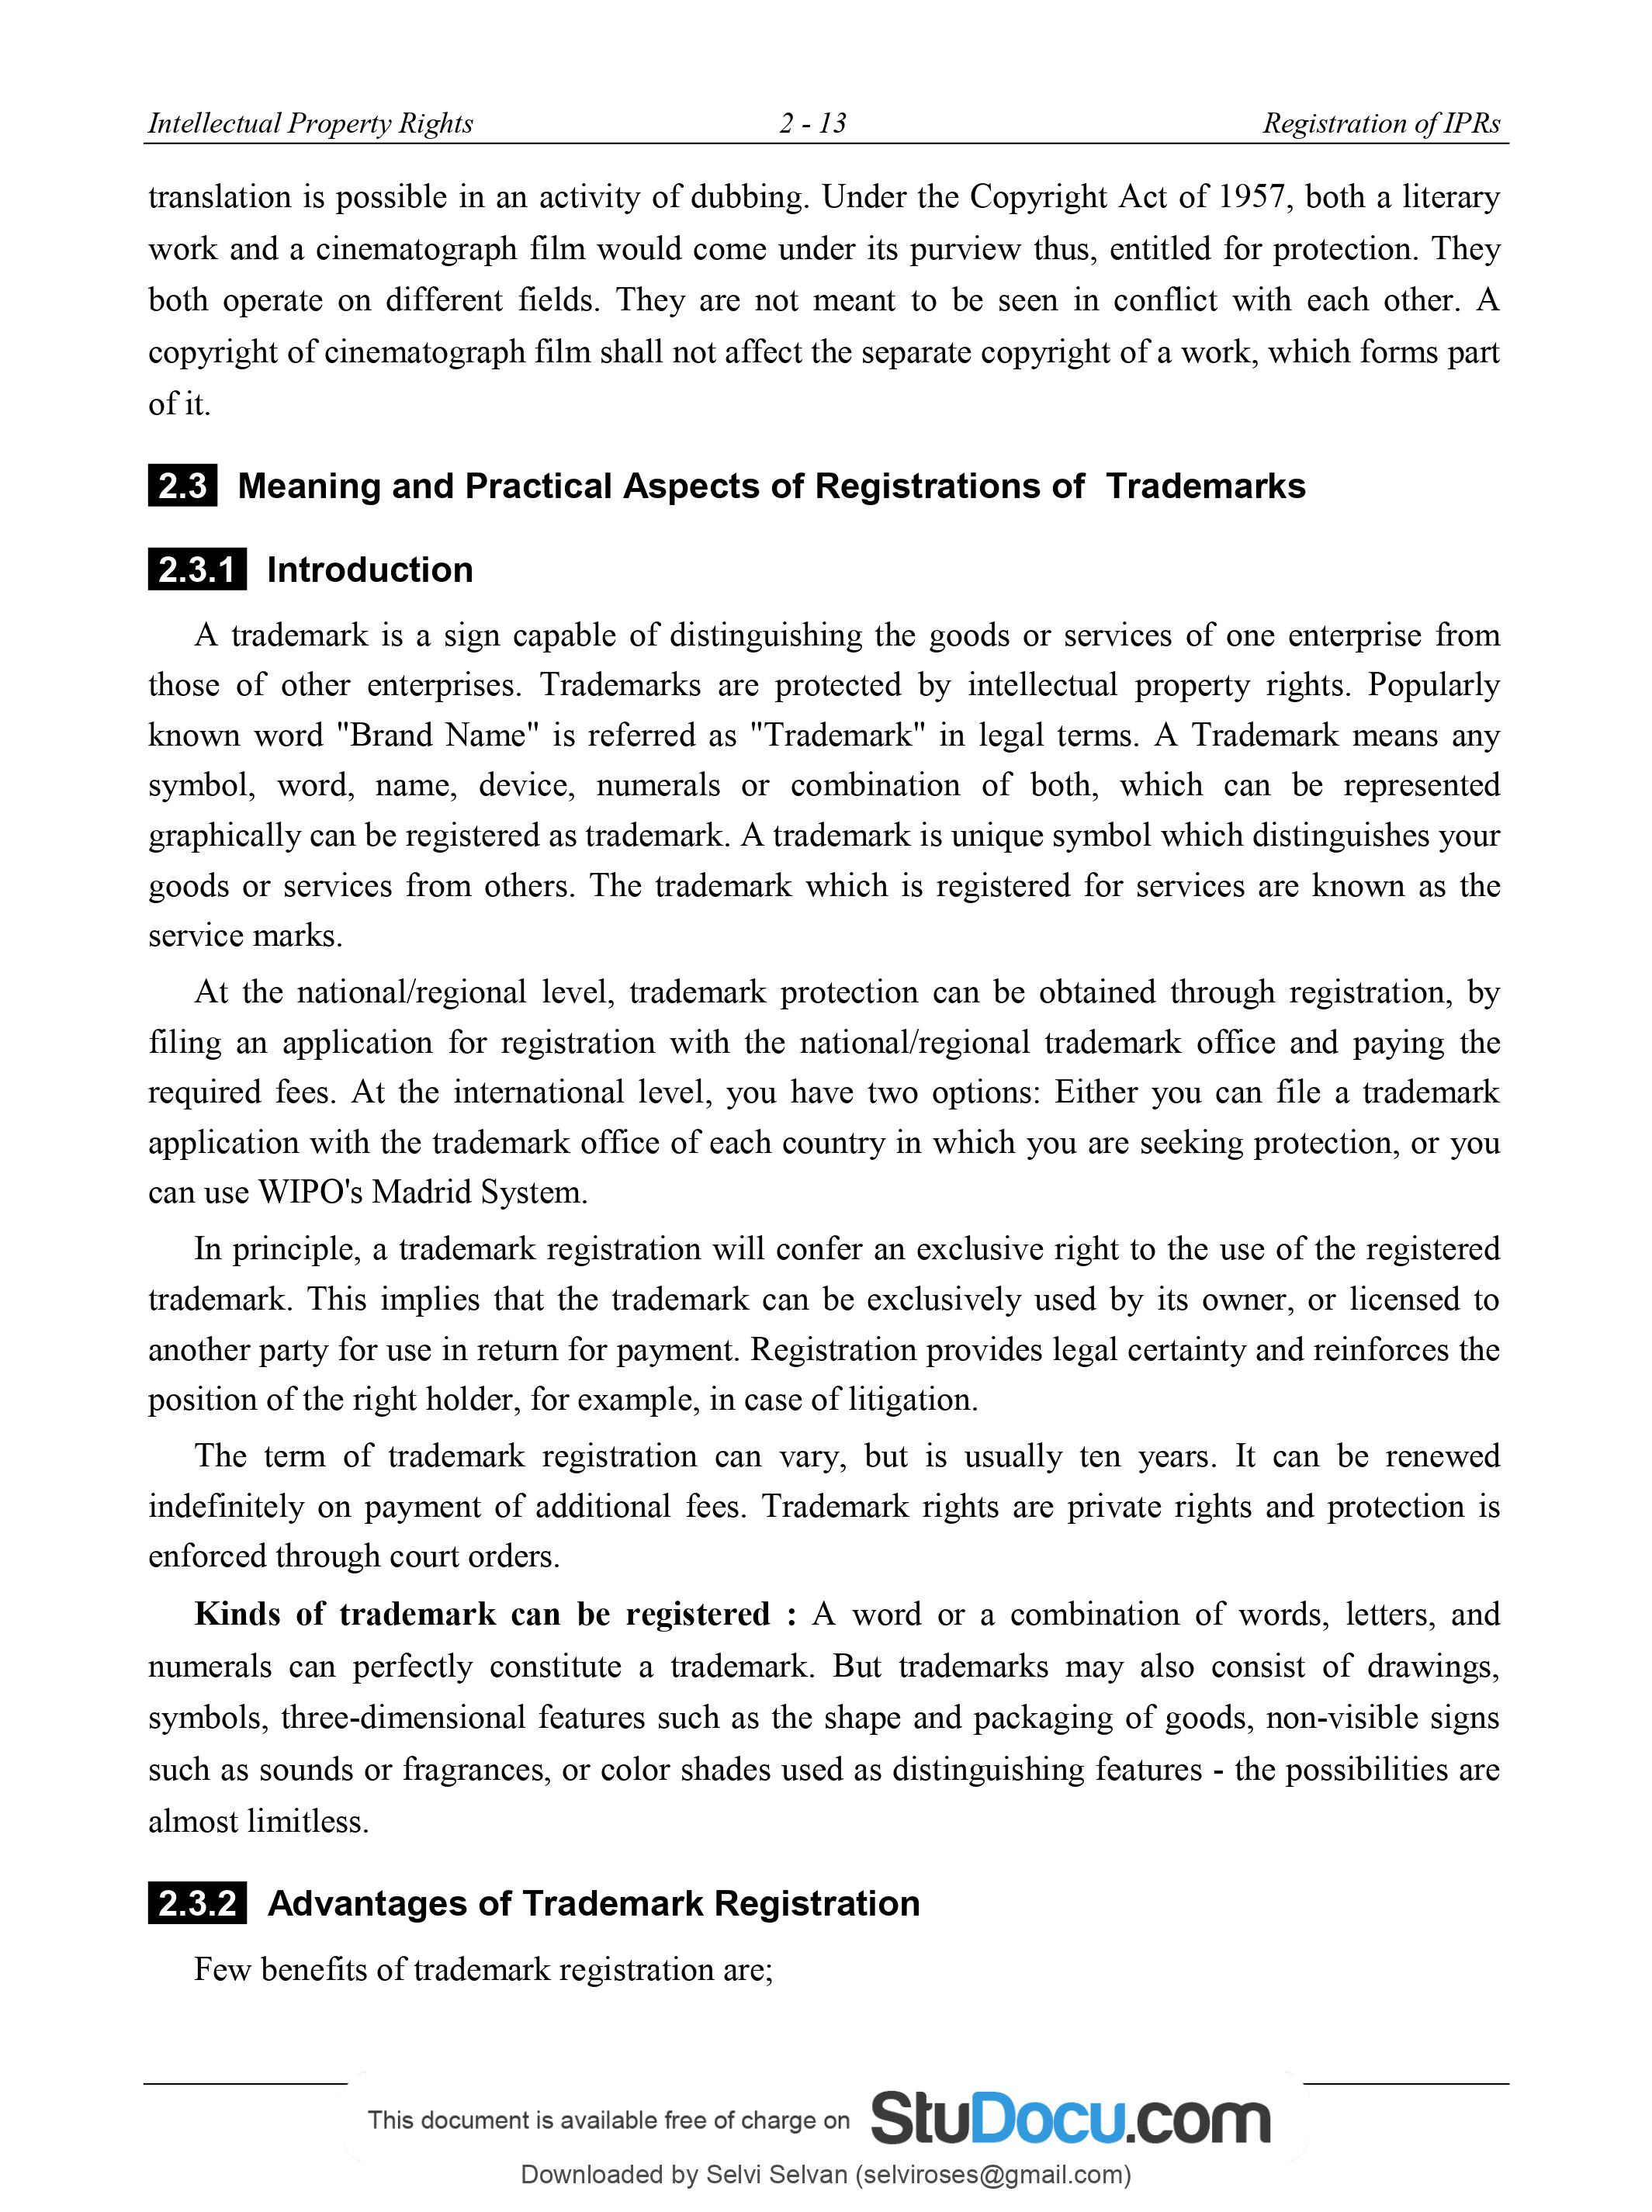 Intellectual Property Rights 2 - 13 Registration of IPRs
translation is possible in an activity of dubbing. Under the Copyright Act of 1957, both a literary
work and a cinematograph film would come under its purview thus, entitled for protection. They
both operate on different fields. They are not meant to be seen in conflict with each other. A
copyright of cinematograph film shall not affect the separate copyright of a work, which forms part
of it.
2.3 Meaning and Practical Aspects of Registrations of Trademarks
2.3.1 Introduction
A trademark is a sign capable of distinguishing the goods or services of one enterprise from
those of other enterprises. Trademarks are protected by intellectual property rights. Popularly
known word "Brand Name" is referred as "Trademark" in legal terms. A Trademark means any
symbol, word, name, device, numerals or combination of both, which can be represented
graphically can be registered as trademark. A trademark is unique symbol which distinguishes your
goods or services from others. The trademark which is registered for services are known as the
service marks.
At the national/regional level, trademark protection can be obtained through registration, by
filing an application for registration with the national/regional trademark office and paying the
required fees. At the international level, you have two options: Either you can file a trademark
application with the trademark office of each country in which you are seeking protection, or you
can use WIPO's Madrid System.
In principle, a trademark registration will confer an exclusive right to the use of the registered
trademark. This implies that the trademark can be exclusively used by its owner, or licensed to
another party for use in return for payment. Registration provides legal certainty and reinforces the
position of the right holder, for example, in case of litigation.
The term of trademark registration can vary, but is usually ten years. It can be renewed
indefinitely on payment of additional fees. Trademark rights are private rights and protection is
enforced through court orders.
Kinds of trademark can be registered : A word or a combination of words, letters, and
numerals can perfectly constitute a trademark. But trademarks may also consist of drawings,
symbols, three-dimensional features such as the shape and packaging of goods, non-visible signs
such as sounds or fragrances, or color shades used as distinguishing features - the possibilities are
almost limitless.
2.3.2 Advantages of Trademark Registration
Few benefits of trademark registration are;
This document is available free of charge on StuDocu.com
Downloaded by Selvi Selvan (selviroses@gmail.com)